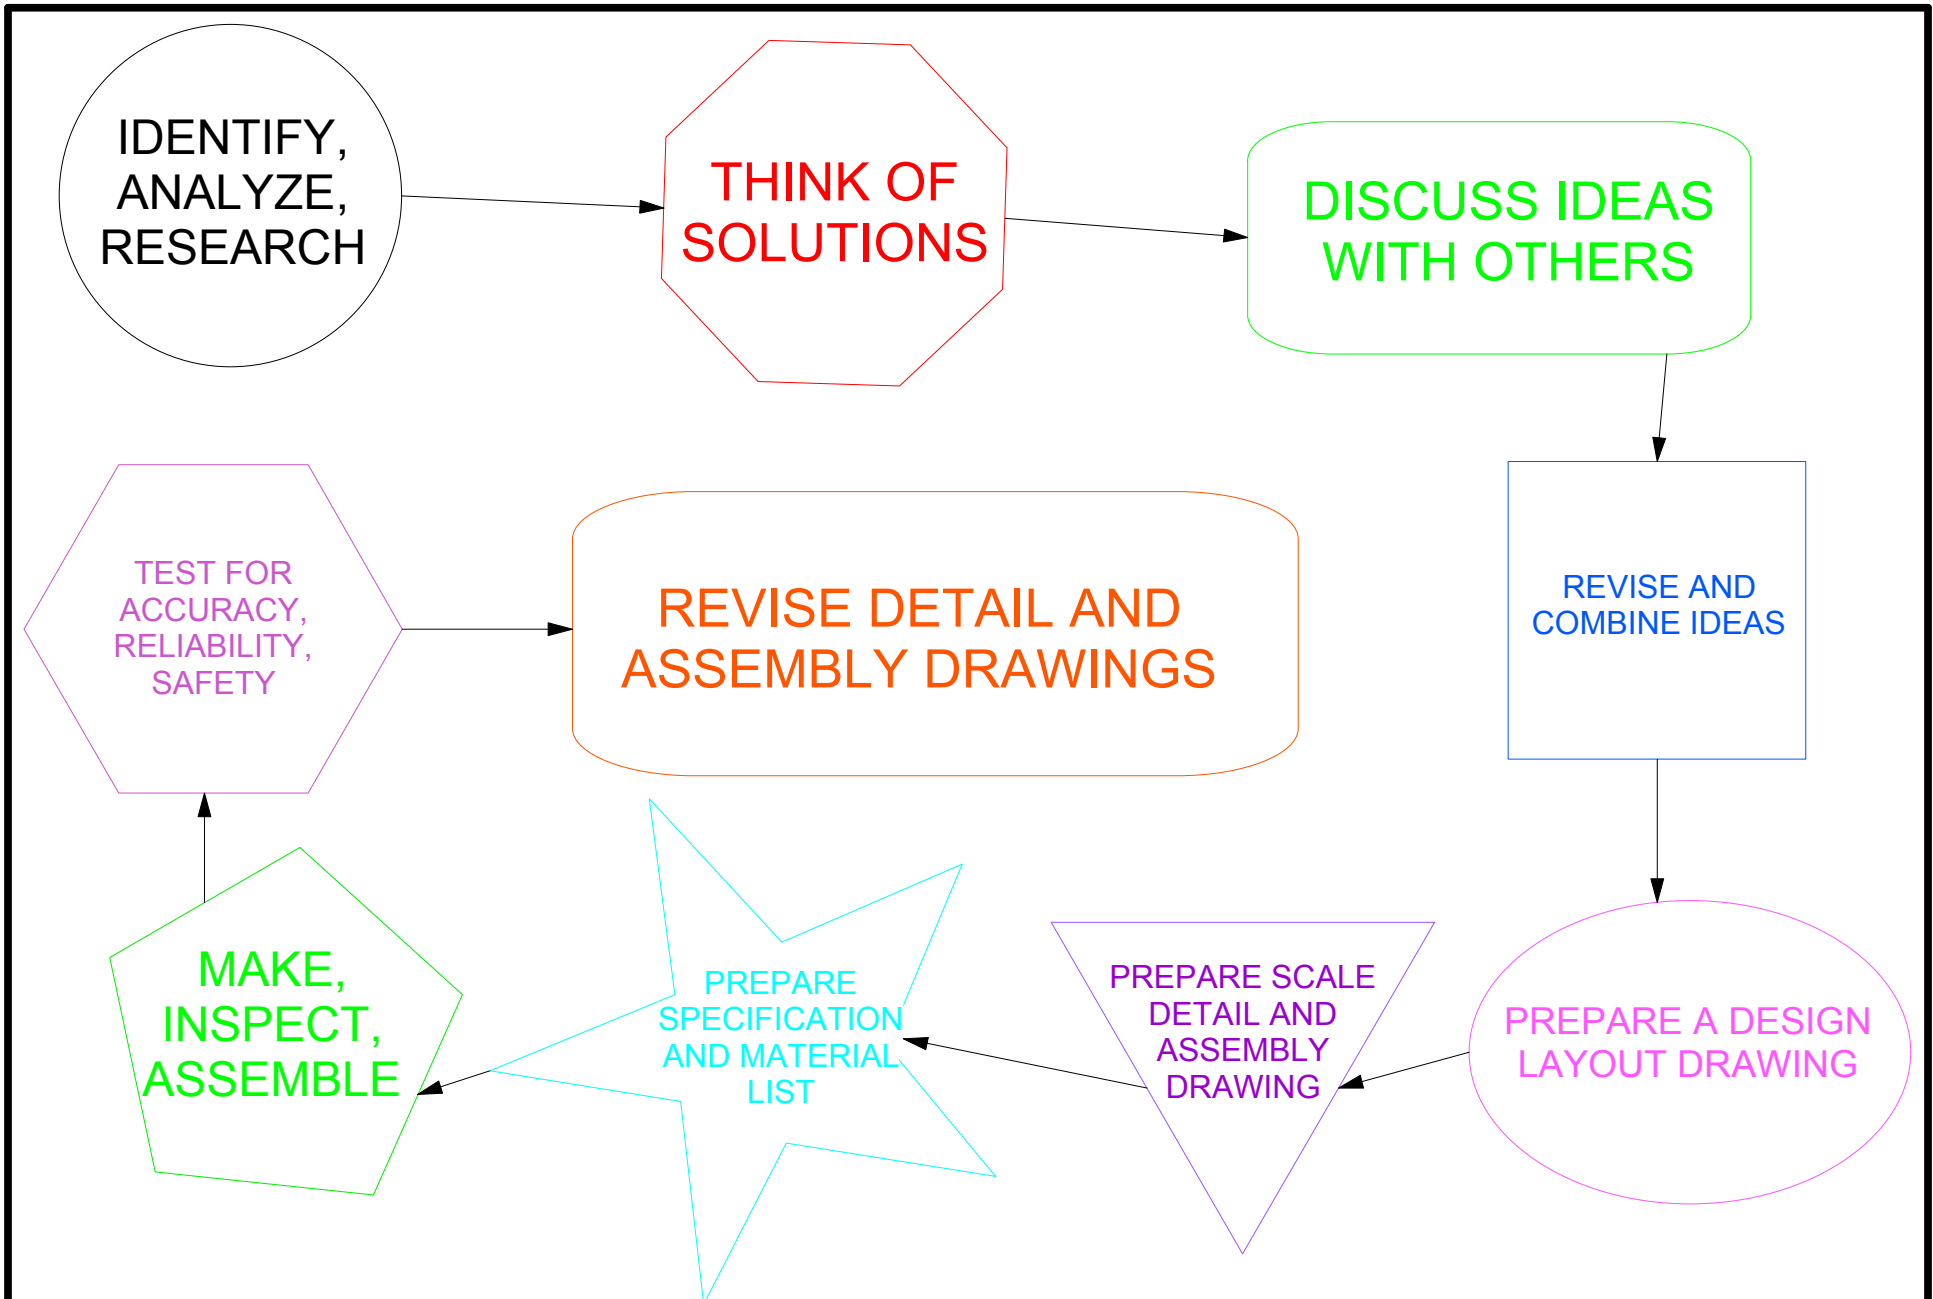 IDENTIFY,
ANALYZE,
RESEARCH
THINK OF
SOLUTIONS
DISCUSS IDEAS
WITH OTHERS
REVISE AND
COMBINE IDEAS
PREPARE A DESIGN
LAYOUT DRAWING
PREPARE SCALE
DETAIL AND
ASSEMBLY
DRAWING
PREPARE
SPECIFICATION
AND MATERIAL
LIST
MAKE,
INSPECT,
ASSEMBLE
TEST FOR
ACCURACY,
RELIABILITY,
SAFETY
REVISE DETAIL AND
ASSEMBLY DRAWINGS